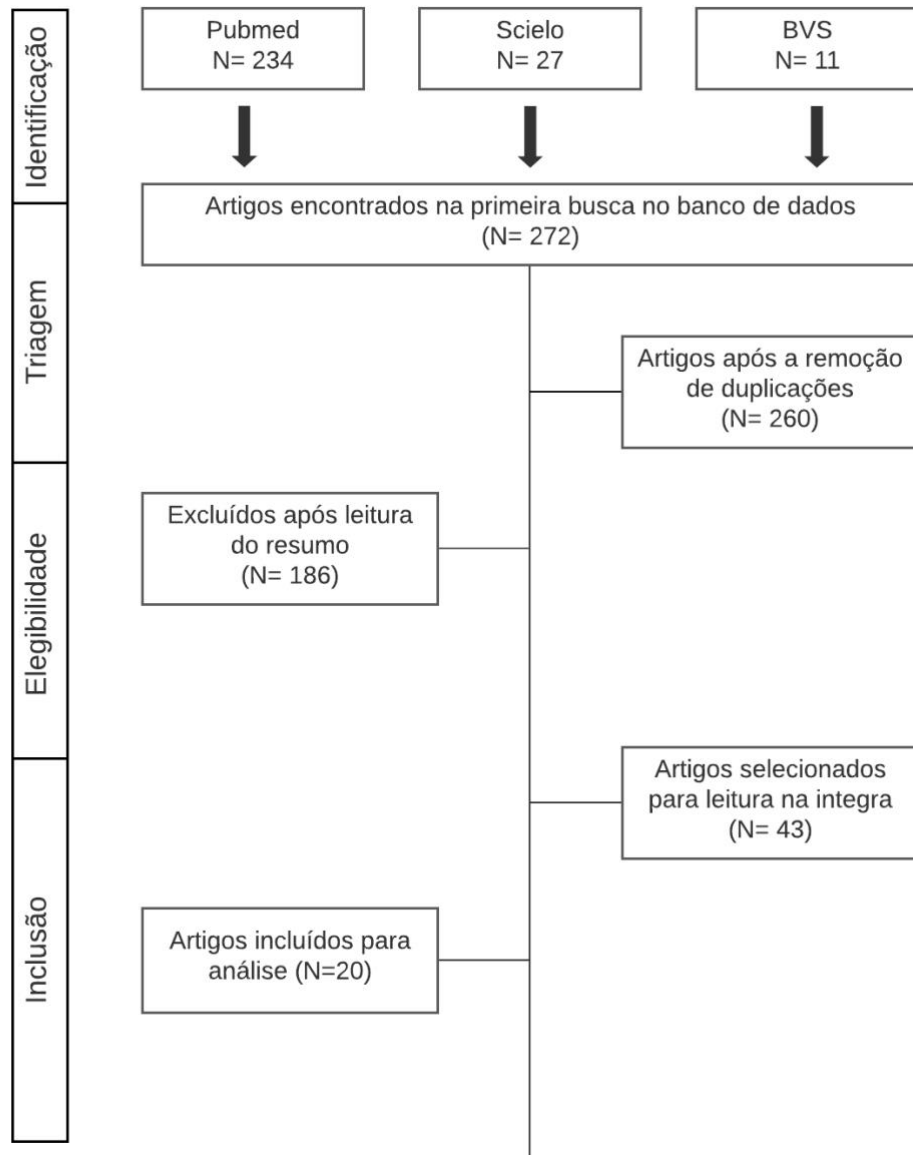 Identificação
Pubmed
N= 234
Scielo
N= 27
BVS
N= 11
Artigos encontrados na primeira busca no banco de dados
(N= 272)
Triagem
Artigos após a remoção
de duplicações
(N= 260)
Elegibilidade
Excluídos após leitura
do resumo
(N= 186)
Artigos selecionados
para leitura na integra
(N= 43)
Inclusão
Artigos incluídos para
análise (N=20)